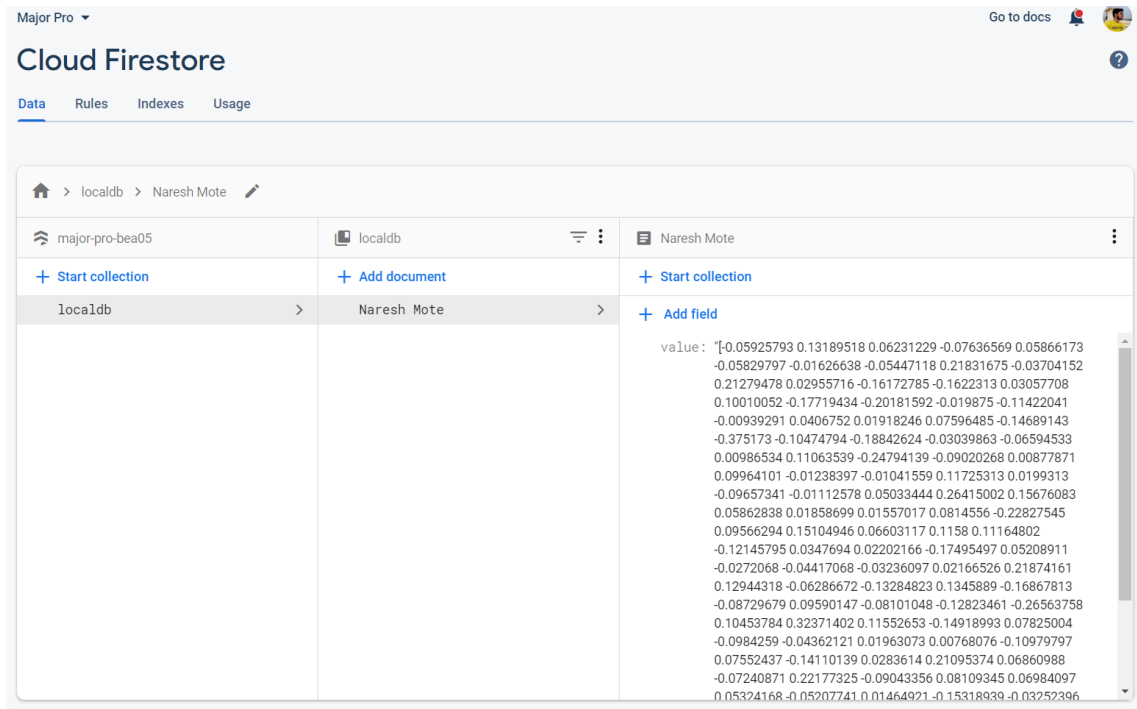 Major Pro
Go to docs
Cloud Firestore
Data Rules Indexes Usage
localdb > Naresh Mote
major-pro-bea05
localdb
Naresh Mote
+ Start collection
+ Add document
+ Start collection
localdb
Naresh Mote
+ Add field
value: "[-0.05925793 0.13189518 0.06231229 -0.07636569 0.05866173
-0.05829797 -0.01626638 -0.05447118 0.21831675 -0.03704152
0.21279478 0.02955716 -0.16172785 -0.1622313 0.03057708
0.10010052 -0.17719434 -0.20181592 -0.019875 -0.11422041
-0.00939291 0.0406752 0.01918246 0.07596485 -0.14689143
-0.375173 -0.10474794 -0.18842624 -0.03039863 -0.06594533
0.00986534 0.11063539 -0.24794139 -0.09020268 0.00877871
0.09964101 -0.01238397 -0.01041559 0.11725313 0.0199313
-0.09657341 -0.01112578 0.05033444 0.26415002 0.15676083
0.05862838 0.01858699 0.01557017 0.0814556 -0.22827545
0.09566294 0.15104946 0.06603117 0.1158 0.11164802
-0.12145795 0.0347694 0.02202166 -0.17495497 0.05208911
-0.0272068 -0.04417068 -0.03236097 0.02166526 0.21874161
0.12944318 -0.06286672 -0.13284823 0.1345889 -0.16867813
-0.08729679 0.09590147 -0.08101048 -0.12823461 -0.26563758
0.10453784 0.32371402 0.11552653 -0.14918993 0.07825004
-0.0984259 -0.04362121 0.01963073 0.00768076 -0.10979797
0.07552437 -0.14110139 0.0283614 0.21095374 0.06860988
-0.07240871 0.22177325 -0.09043356 0.08109345 0.06984097
0.05324168 -0.05207741 0.01464921 -0.15318939 -0.03252396